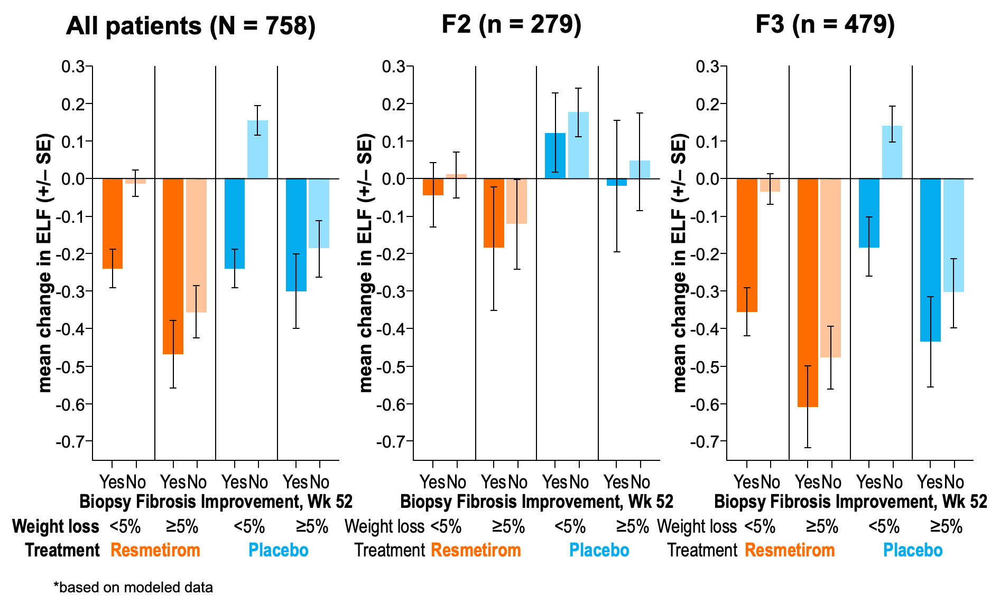 All patients (N = 758)
mean change in ELF (+/– SE)
0.3
0.2
0.1
0.0
-0.1
-0.2
-0.3
-0.4
-0.5
-0.6
-0.7
Yes No Yes No Yes No Yes No
Biopsy Fibrosis Improvement, Wk 52
Weight loss <5% ≥5% <5% ≥5%
Treatment Resmetirom Placebo
F2 (n = 279)
mean change in ELF (+/– SE)
0.3
0.2
0.1
0.0
-0.1
-0.2
-0.3
-0.4
-0.5
-0.6
-0.7
Yes No Yes No Yes No Yes No
Biopsy Fibrosis Improvement, Wk 52
Weight loss <5% ≥5% <5% ≥5%
Treatment Resmetirom Placebo
F3 (n = 479)
mean change in ELF (+/– SE)
0.3
0.2
0.1
0.0
-0.1
-0.2
-0.3
-0.4
-0.5
-0.6
-0.7
Yes No Yes No Yes No Yes No
Biopsy Fibrosis Improvement, Wk 52
Weight loss <5% ≥5% <5% ≥5%
Treatment Resmetirom Placebo
*based on modeled data